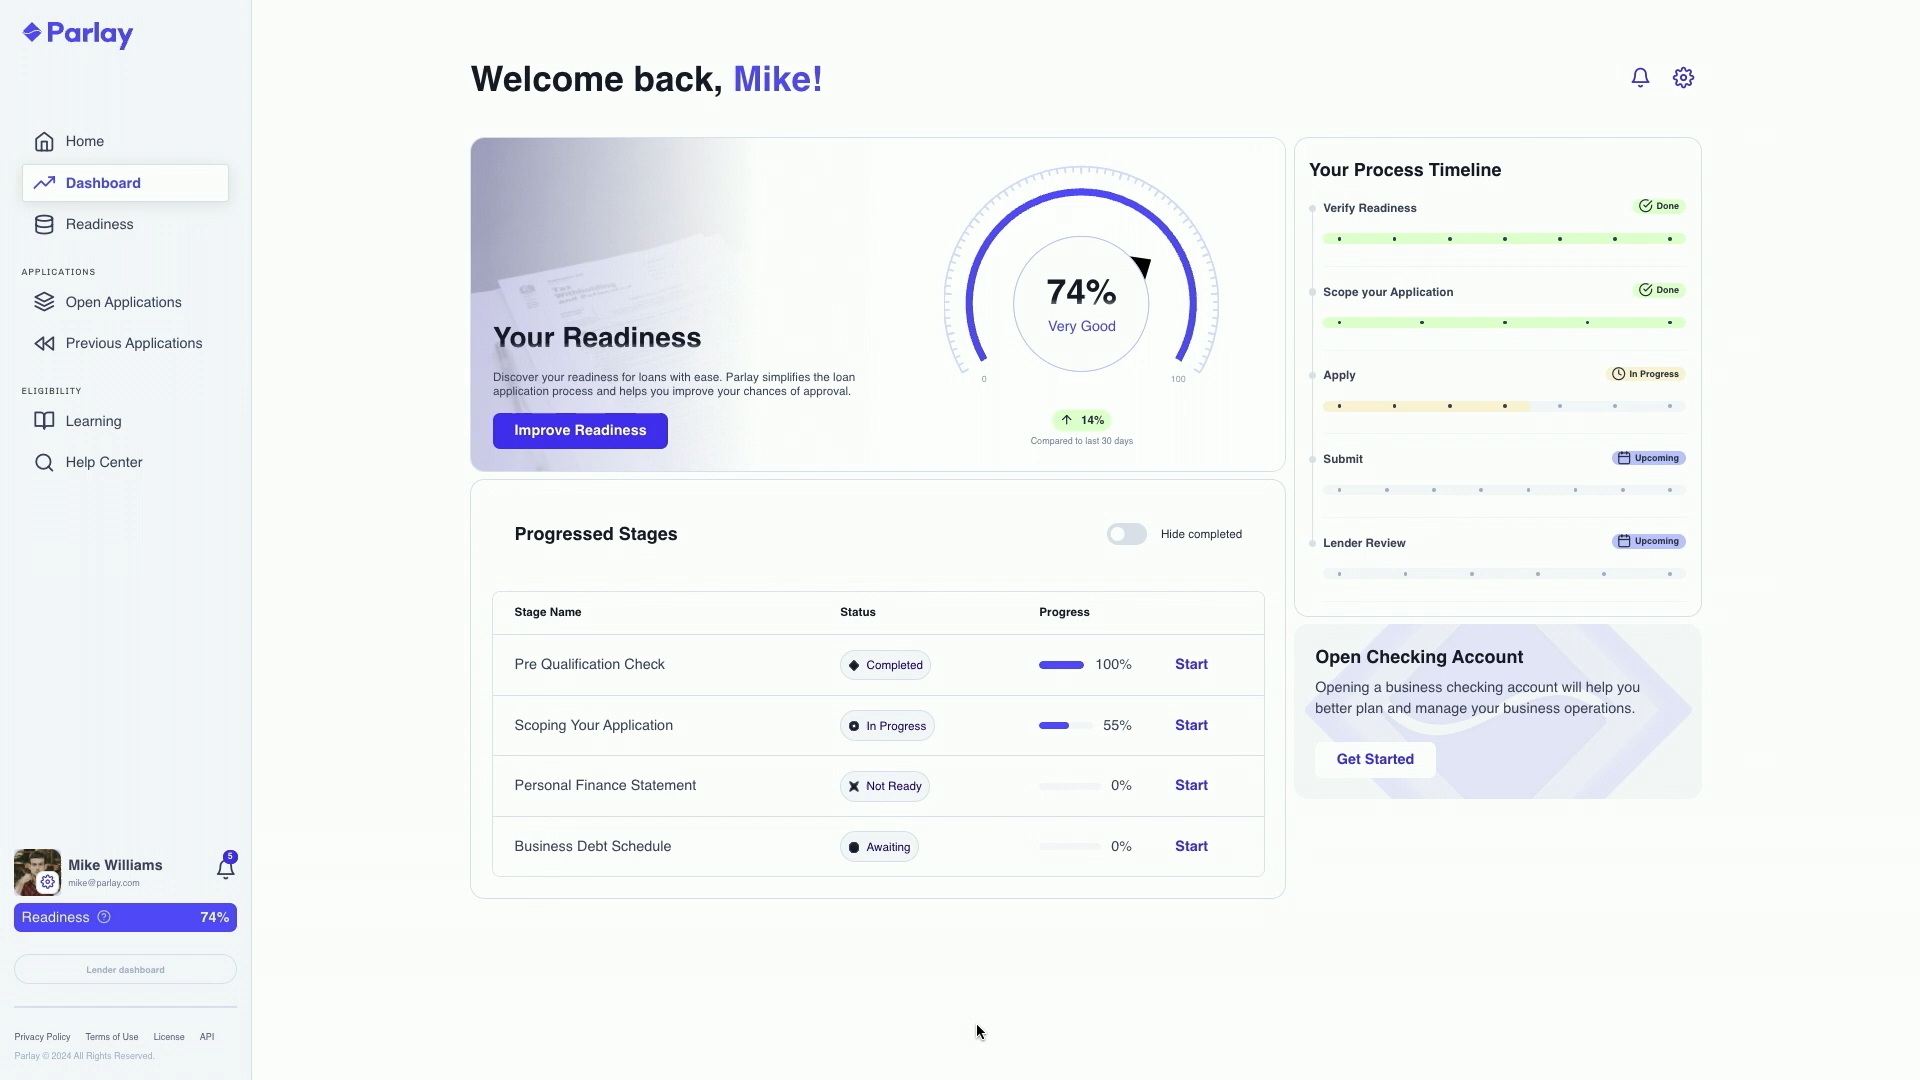 Parlay
Home
Dashboard
Readiness
APPLICATIONS
Open Applications
Previous Applications
ELIGIBILITY
Learning
Help Center
Mike Williams
mike@parlay.com
5
Readiness
74%
Lender dashboard
Privacy Policy Terms of Use License API
Parlay © 2024 All Rights Reserved.
Welcome back, Mike!
Your Readiness
Discover your readiness for loans with ease. Parlay simplifies the loan
application process and helps you improve your chances of approval.
Improve Readiness
74%
Very Good
0
100
14%
Compared to last 30 days
Progressed Stages
Hide completed
Stage Name Status Progress
Pre Qualification Check Completed 100% Start
Scoping Your Application In Progress 55% Start
Personal Finance Statement Not Ready 0% Start
Business Debt Schedule Awaiting 0% Start
Your Process Timeline
Verify Readiness Done
Scope your Application Done
Apply In Progress
Submit Upcoming
Lender Review Upcoming
Open Checking Account
Opening a business checking account will help you
better plan and manage your business operations.
Get Started